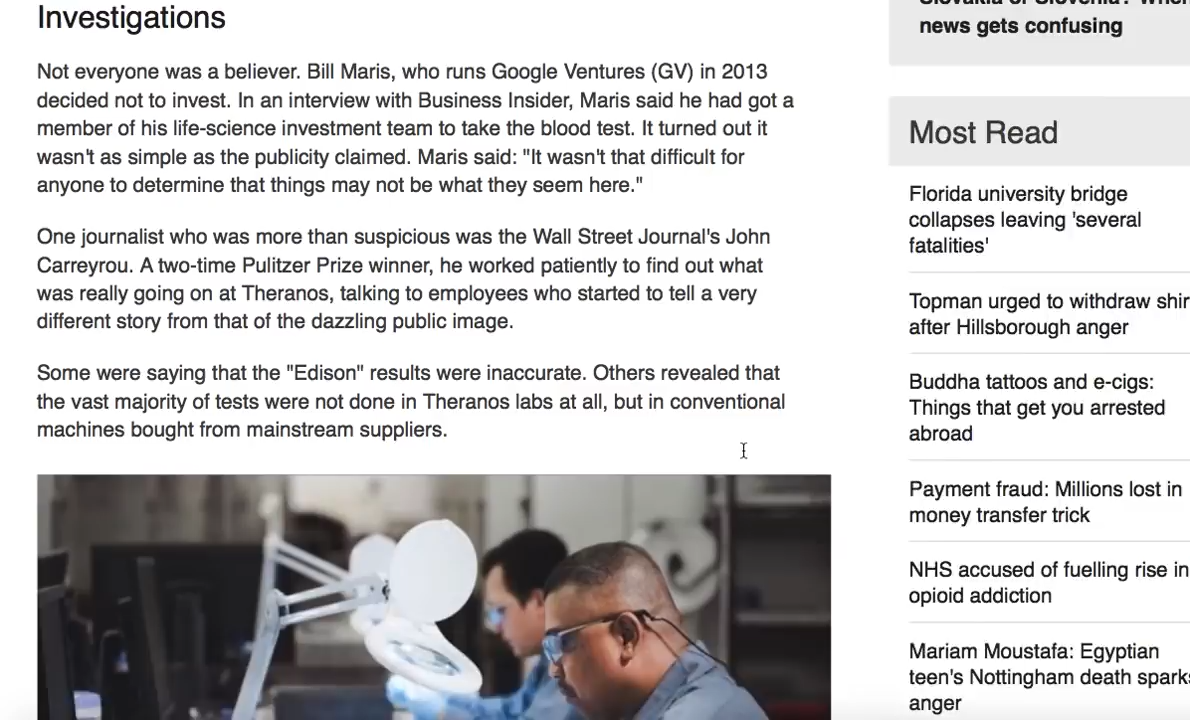 Investigations
Not everyone was a believer. Bill Maris, who runs Google Ventures (GV) in 2013
decided not to invest. In an interview with Business Insider, Maris said he had got a
member of his life-science investment team to take the blood test. It turned out it
wasn't as simple as the publicity claimed. Maris said: "It wasn't that difficult for
anyone to determine that things may not be what they seem here."
One journalist who was more than suspicious was the Wall Street Journal's John
Carreyrou. A two-time Pulitzer Prize winner, he worked patiently to find out what
was really going on at Theranos, talking to employees who started to tell a very
different story from that of the dazzling public image.
Some were saying that the "Edison" results were inaccurate. Others revealed that
the vast majority of tests were not done in Theranos labs at all, but in conventional
machines bought from mainstream suppliers.
Slovakia or Slovenia? When
news gets confusing
Most Read
Florida university bridge
collapses leaving 'several
fatalities'
Topman urged to withdraw shir
after Hillsborough anger
Buddha tattoos and e-cigs:
Things that get you arrested
abroad
Payment fraud: Millions lost in
money transfer trick
NHS accused of fuelling rise in
opioid addiction
Mariam Moustafa: Egyptian
teen's Nottingham death sparks
anger